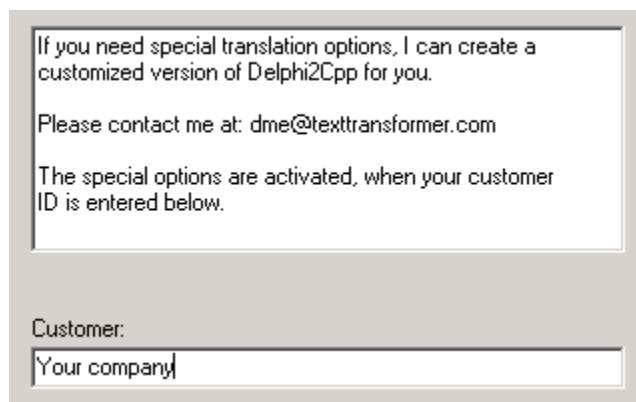 If you need special translation options, I can create a
customized version of Delphi2Cpp for you.
Please contact me at: dme@texttransformer.com
The special options are activated, when your customer
ID is entered below.
Customer:
Your company